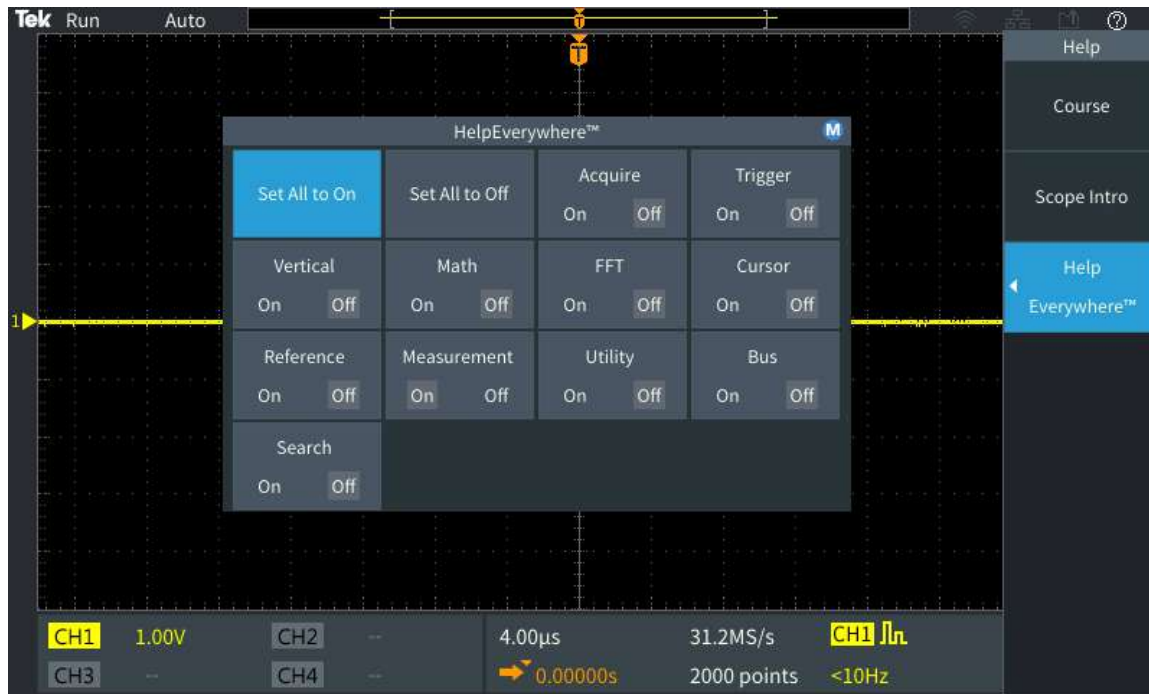 Tek Run Auto
T
T
Help
Course
Scope Intro
Help
Everywhere™
HelpEverywhere™ M
Set All to On
Set All to Off
Acquire
On Off
Trigger
On Off
Vertical
On Off
Math
On Off
FFT
On Off
Cursor
On Off
Reference
On Off
Measurement
On Off
Utility
On Off
Bus
On Off
Search
On Off
1
CH1 1.00V CH2 --
CH3 -- CH4 --
4.00µs 31.2MS/s CH1
0.00000s 2000 points <10Hz